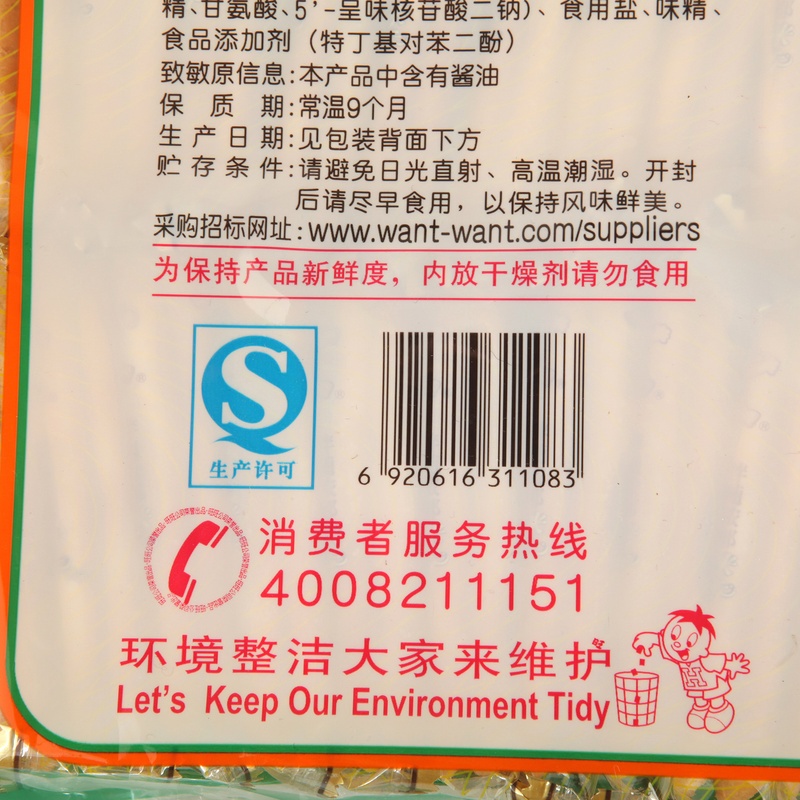 精、甘氨酸、5'-呈味核苷酸二钠)、食用盐、味精、
食品添加剂（特丁基对苯二酚）
致敏原信息:本产品中含有酱油
保 质 期:常温9个月
生产日期:见包装背面下方
贮存条件:请避免日光直射、高温潮湿。开封
后请尽早食用，以保持风味鲜美。
采购招标网址:www.want-want.com/suppliers
为保持产品新鲜度，内放干燥剂请勿食用
S
生产许可
6 920616 311083
消费者服务热线
4008211151
环境整洁大家来维护
旺
H
Let's Keep Our Environment Tidy